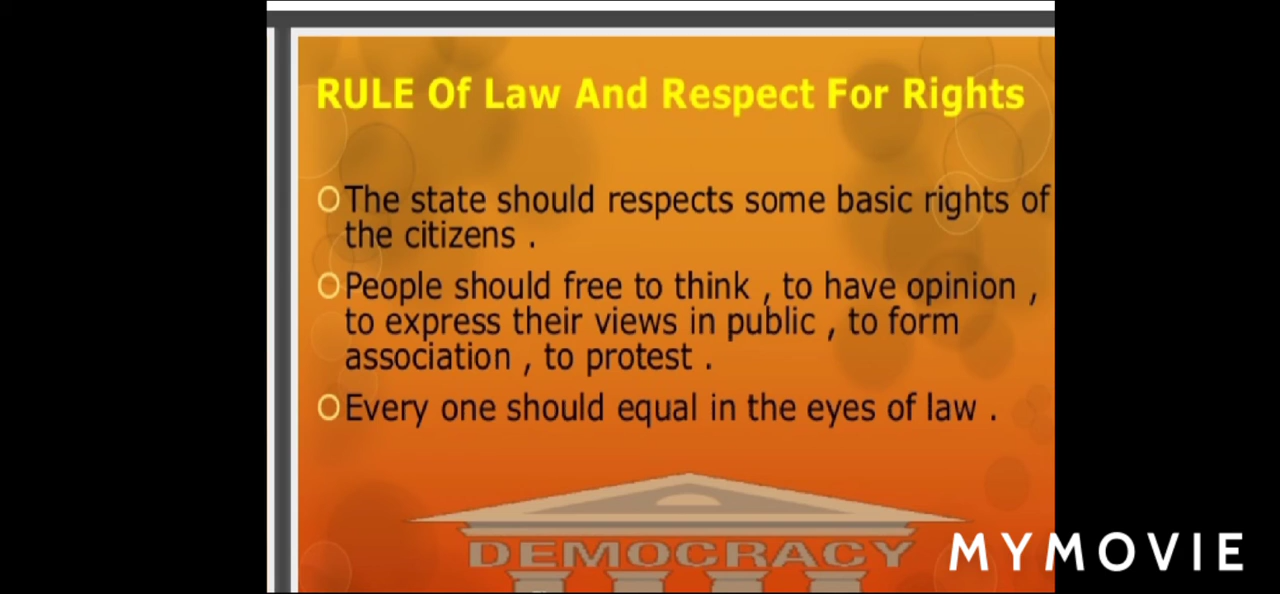 RULE Of Law And Respect For Rights
The state should respects some basic rights of
the citizens .
People should free to think , to have opinion ,
to express their views in public , to form
association , to protest .
Every one should equal in the eyes of law .
DEMOCRACY
MYMOVIE